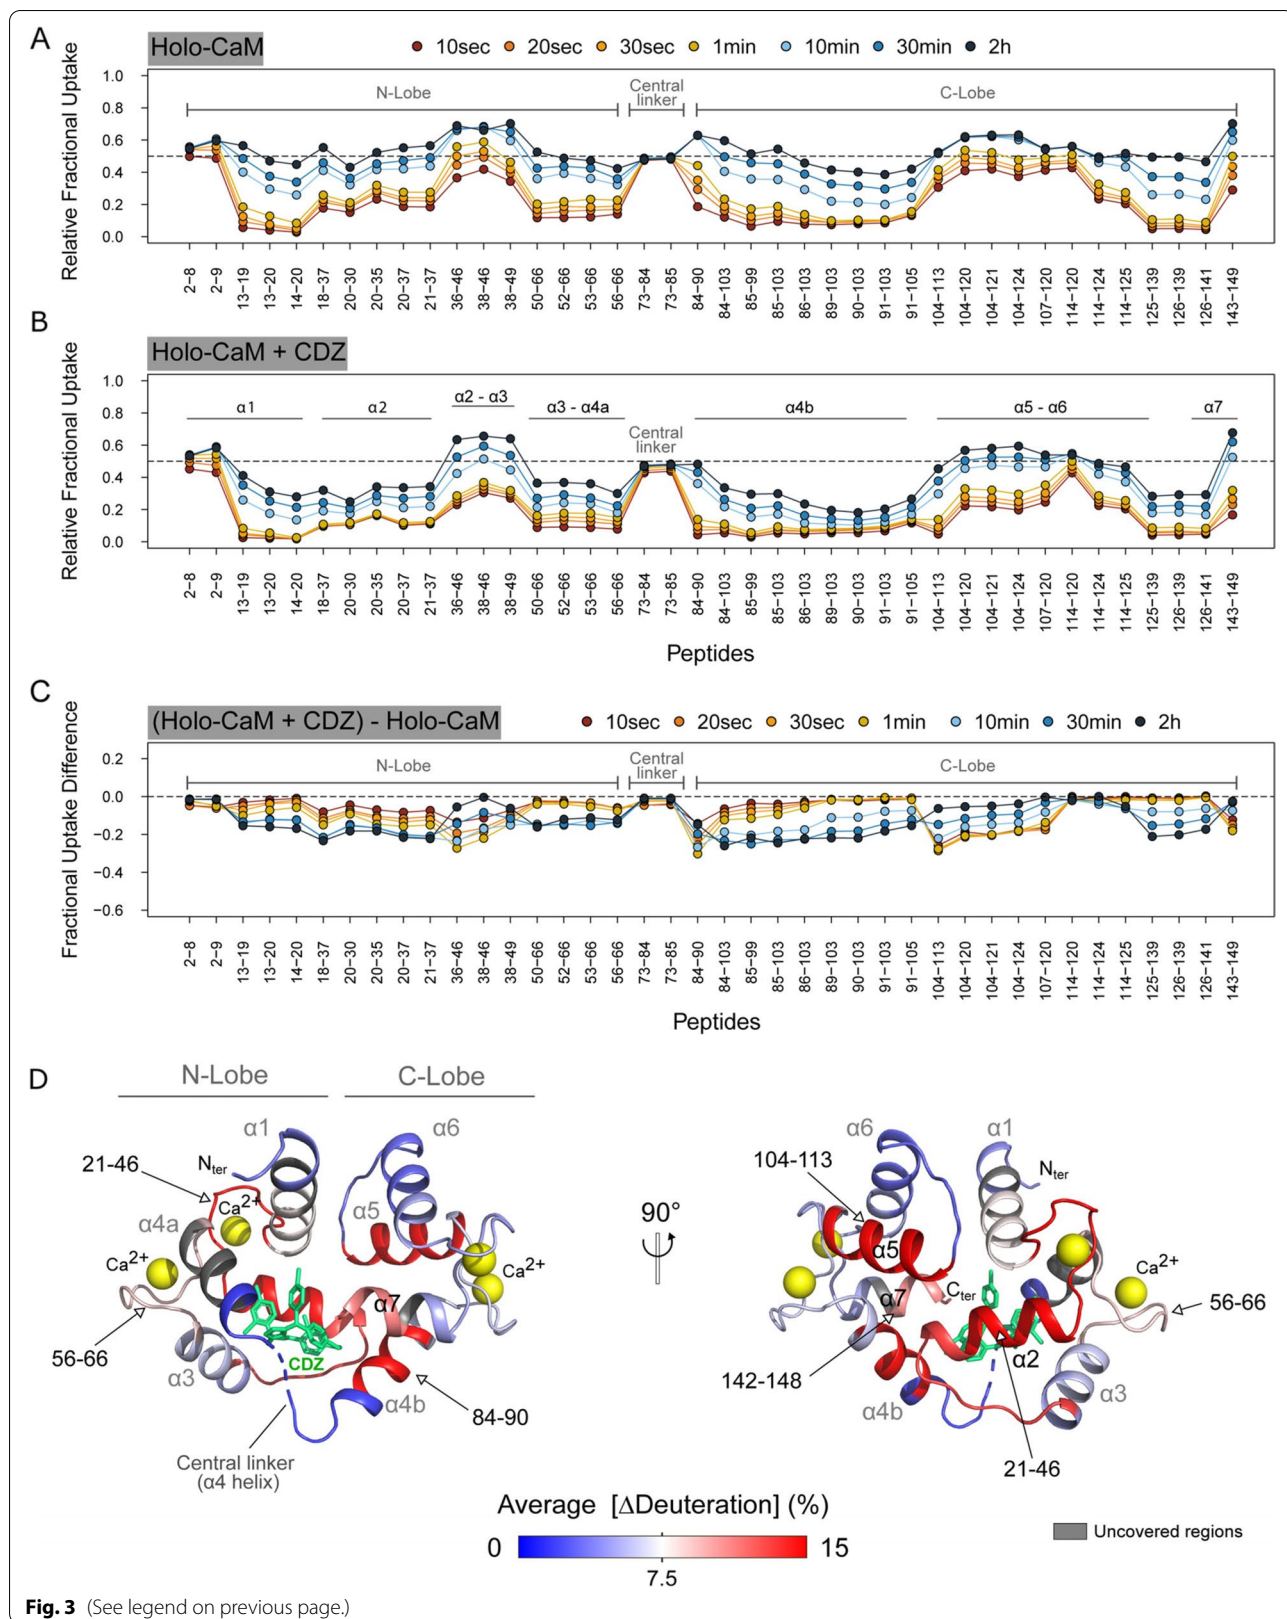 A
Holo-CaM
10sec 20sec 30sec 1min 10min 30min 2h
Relative Fractional Uptake
1.0
0.8
0.6
0.4
0.2
0.0
N-Lobe
Central
linker
C-Lobe
2−8 2−9 13−19 13−20 14−20 18−37 20−30 20−35 20−37 21−37 36−46 38−46 38−49 50−66 52−66 53−66 56−66 73−84 73−85 84−90 84−103 85−99 85−103 86−103 89−103 90−103 91−103 91−105 104−113 104−120 104−121 104−124 107−120 114−120 114−124 114−125 125−139 126−139 126−141 143−149
B
Holo-CaM + CDZ
Relative Fractional Uptake
1.0
0.8
0.6
0.4
0.2
0.0
α1
α2
α2 - α3
α3 - α4a
Central
linker
α4b
α5 - α6
α7
2−8 2−9 13−19 13−20 14−20 18−37 20−30 20−35 20−37 21−37 36−46 38−46 38−49 50−66 52−66 53−66 56−66 73−84 73−85 84−90 84−103 85−99 85−103 86−103 89−103 90−103 91−103 91−105 104−113 104−120 104−121 104−124 107−120 114−120 114−124 114−125 125−139 126−139 126−141 143−149
Peptides
C
(Holo-CaM + CDZ) - Holo-CaM
10sec 20sec 30sec 1min 10min 30min 2h
Fractional Uptake Difference
0.2
0.0
−0.2
−0.4
−0.6
N-Lobe
Central
linker
C-Lobe
2−8 2−9 13−19 13−20 14−20 18−37 20−30 20−35 20−37 21−37 36−46 38−46 38−49 50−66 52−66 53−66 56−66 73−84 73−85 84−90 84−103 85−99 85−103 86−103 89−103 90−103 91−103 91−105 104−113 104−120 104−121 104−124 107−120 114−120 114−124 114−125 125−139 126−139 126−141 143−149
Peptides
D
N-Lobe
C-Lobe
α1
α6
21-46
Nter
Ca2+
α4a
α5
Ca2+
Ca2+
α7
56-66
α3
CDZ
α4b
84-90
Central linker
(α4 helix)
90°
α6
α1
104-113
Nter
α5
Ca2+
Cter
α7
56-66
142-148
α2
α3
α4b
21-46
Average [ΔDeuteration] (%)
0
15
7.5
Uncovered regions
Fig. 3 (See legend on previous page.)